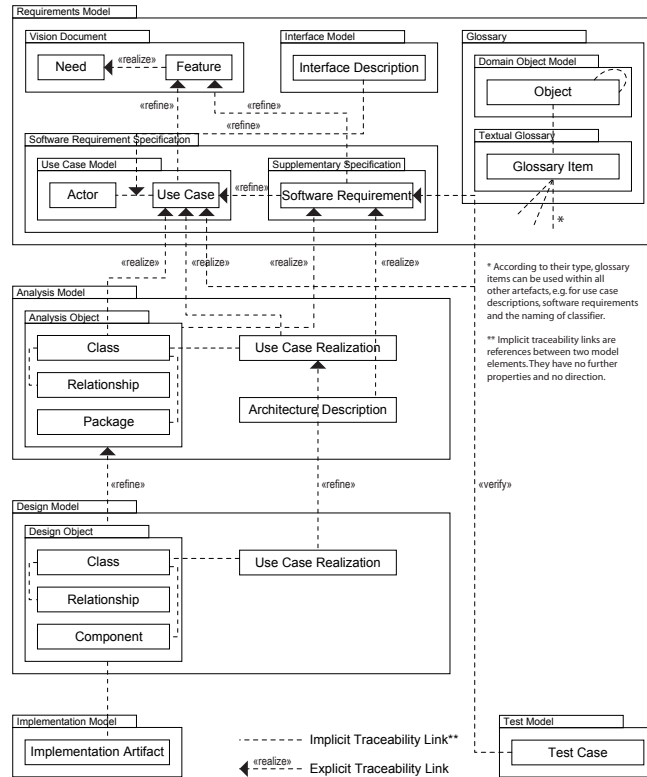 Requirements Model
Vision Document
Need
«realize»
Feature
Interface Model
Interface Description
Glossary
Domain Object Model
Object
«refine»
«refine»
«refine»
Textual Glossary
Glossary Item
*
Software Requirement Specification
Use Case Model
Actor
Use Case
«refine»
Supplementary Specification
Software Requirement
«realize»
«realize»
«realize»
«realize»
* According to their type, glossary
items can be used within all
other artefacts, e.g. for use case
descriptions, software requirements
and the naming of classifier.
** Implicit traceability links are
references between two model
elements. They have no further
properties and no direction.
Analysis Model
Analysis Object
Class
Relationship
Package
Use Case Realization
Architecture Description
«refine»
«refine»
«verify»
Design Model
Design Object
Class
Relationship
Component
Use Case Realization
Implementation Model
Implementation Artifact
Implicit Traceability Link**
«realize»
Explicit Traceability Link
Test Model
Test Case